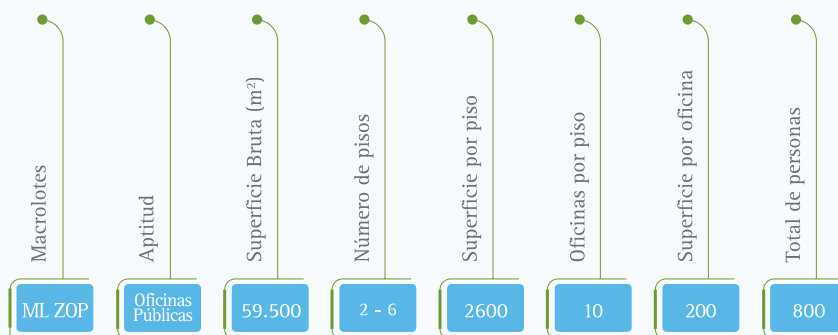 Macrolotes
Aptitud
Superficie Bruta (m²)
Número de pisos
Superficie por piso
Oficinas por piso
Superficie por oficina
Total de personas
ML ZOP
Oficinas
Públicas
59.500
2 - 6
2600
10
200
800